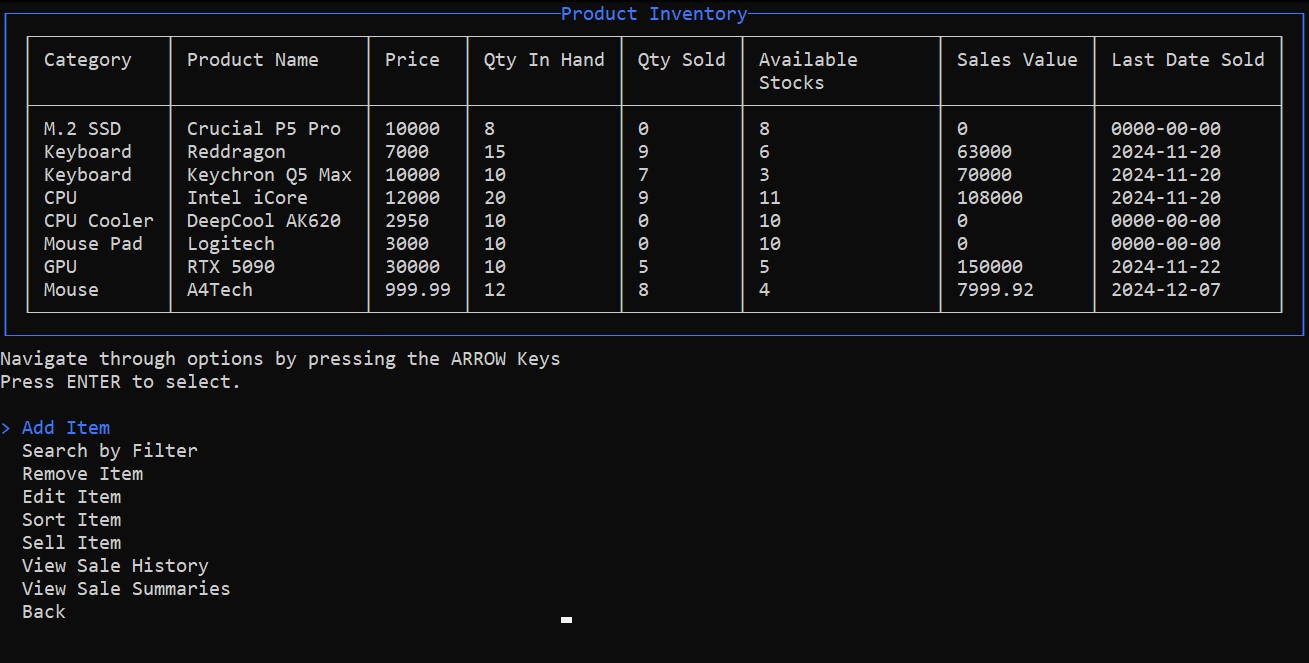 Product Inventory
Category Product Name Price Qty In Hand Qty Sold Available Sales Value Last Date Sold
Stocks
M.2 SSD Crucial P5 Pro 10000 8 0 8 0 0000-00-00
Keyboard Reddragon 7000 15 9 6 63000 2024-11-20
Keyboard Keychron Q5 Max 10000 10 7 3 70000 2024-11-20
CPU Intel iCore 12000 20 9 11 108000 2024-11-20
CPU Cooler DeepCool AK620 2950 10 0 10 0 0000-00-00
Mouse Pad Logitech 3000 10 0 10 0 0000-00-00
GPU RTX 5090 30000 10 5 5 150000 2024-11-22
Mouse A4Tech 999.99 12 8 4 7999.92 2024-12-07
Navigate through options by pressing the ARROW Keys
Press ENTER to select.
> Add Item
Search by Filter
Remove Item
Edit Item
Sort Item
Sell Item
View Sale History
View Sale Summaries
Back